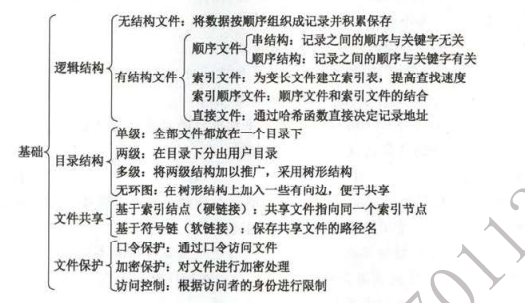 无结构文件：将数据按顺序组织成记录并积累保存
顺序文件
串结构：记录之间的顺序与关键字无关
顺序结构：记录之间的顺序与关键字有关
逻辑结构
有结构文件
索引文件：为变长文件建立索引表，提高查找速度
索引顺序文件：顺序文件和索引文件的结合
直接文件：通过哈希函数直接决定记录地址
基础
目录结构
单级：全部文件都放在一个目录下
两级：在目录下分出用户目录
多级：将两级结构加以推广，采用树形结构
无环图：在树形结构上加入一些有向边，便于共享
文件共享
基于索引结点（硬链接）：共享文件指向同一个索引节点
基于符号链（软链接）：保存共享文件的路径名
文件保护
口令保护：通过口令访问文件
加密保护：对文件进行加密处理
访问控制：根据访问者的身份进行限制